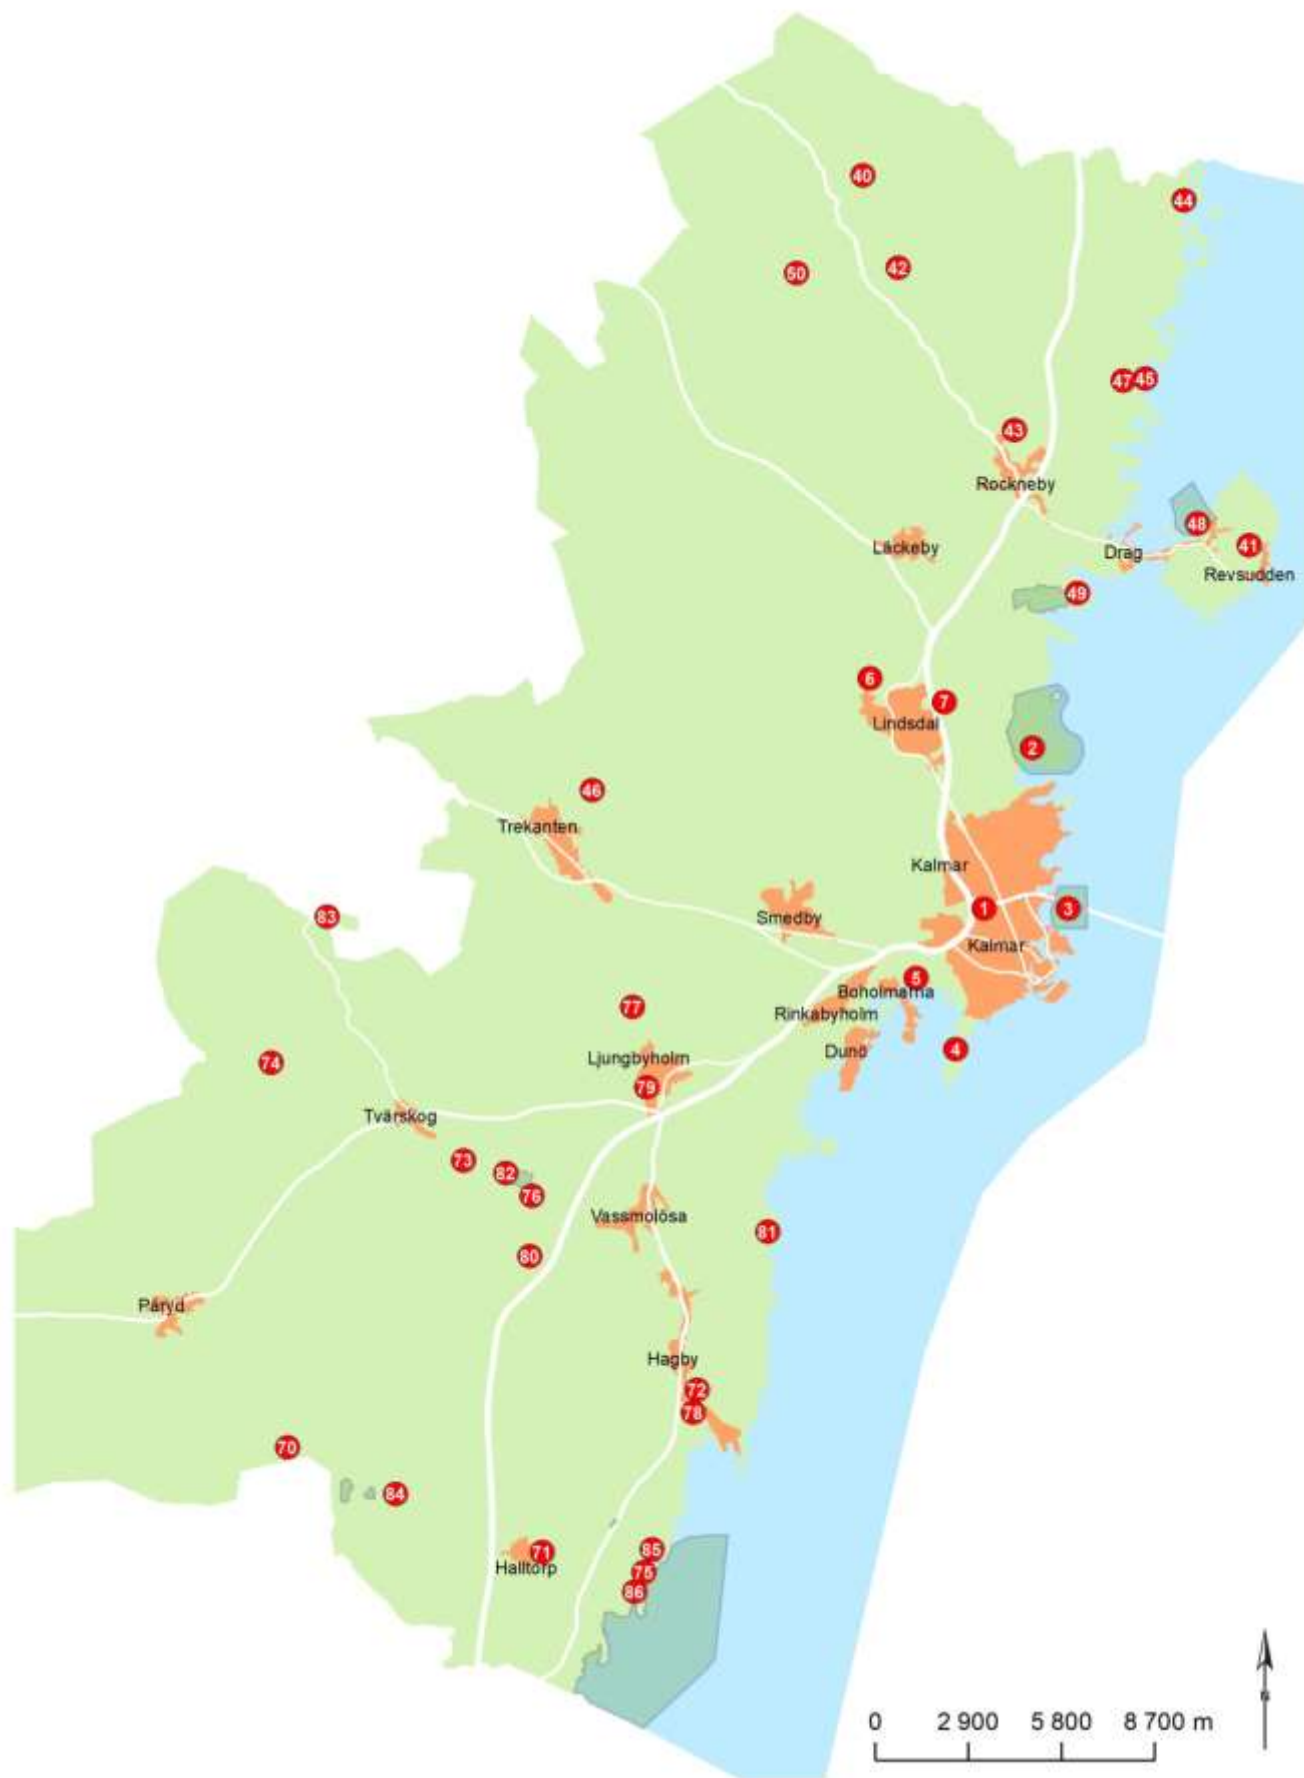 40
44
42
50
47 45
43
Rockneby
48
Läckeby
Drag
41
Revsudden
49
6
7
Lindsdal
2
46
Trekanten
Kalmar
83
Smedby
1
3
Kalmar
5
Boholmarna
77
Rinkabyholm
74
Ljungbyholm
Dunö
4
79
Tvärskog
73
82
76
Vassmolösa
81
80
Påryd
Hagby
72
78
70
84
85
71
Halltorp
75
86
N
0 2 900 5 800 8 700 m